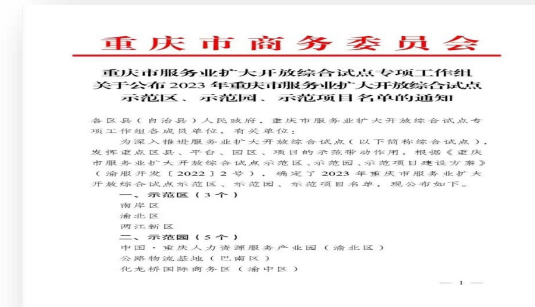 重庆市商务委员会
重庆市服务业扩大开放综合试点专项工作组
关于公布 2023 年重庆市服务业扩大开放综合试点
示范区、示范园、示范项目名单的通知
各区县（自治县）人民政府，重庆市服务业扩大开放综合试点专
项工作组各成员单位，有关单位：
为深入推进服务业扩大开放综合试点（以下简称综合试点），
发挥重点区县、平台、园区、项目的示范带动作用，根据《重庆
市服务业扩大开放综合试点示范区、示范园、示范项目建设方案》
（渝服开发〔2022〕2 号），确定了 2023 年重庆市服务业扩大
开放综合试点示范区、示范园、示范项目名单，现公布如下。
一、示范区（3 个）
南岸区
渝北区
两江新区
二、示范园（5 个）
中国·重庆人力资源服务产业园（渝北区）
公路物流基地（巴南区）
化龙桥国际商务区（渝中区）
— 1 —